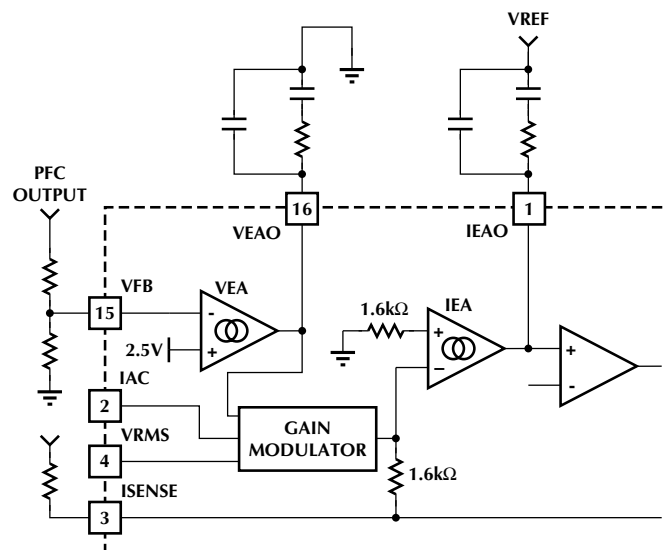 VREF
PFC
OUTPUT
16
1
VEAO
IEAO
VFB
VEA
15
-
+
2.5V
1.6kΩ
IEA
+
−
+
-
IAC
2
GAIN
MODULATOR
VRMS
4
1.6kΩ
ISENSE
3